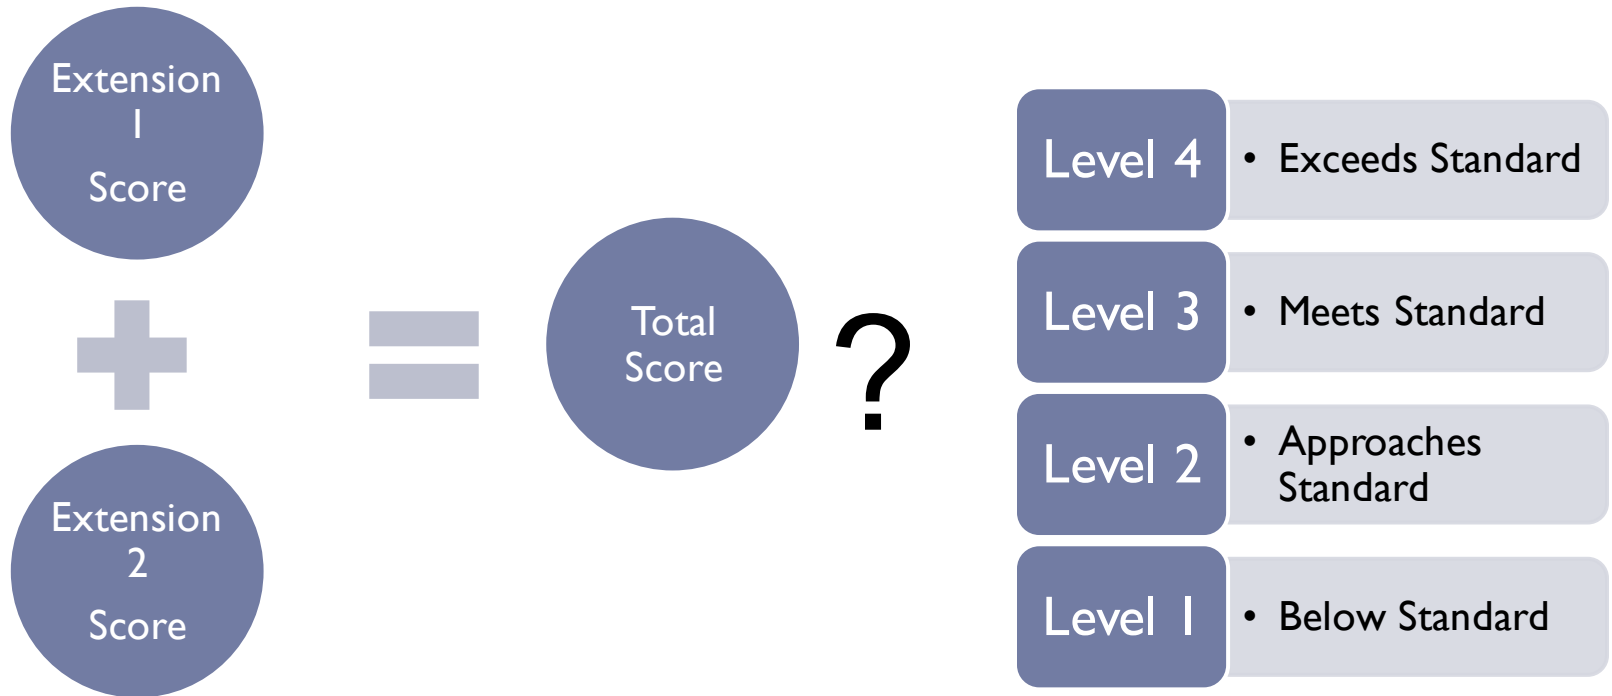 Extension
1
Score
Extension
2
Score
Total
Score
?
Level 4
• Exceeds Standard
Level 3
• Meets Standard
Level 2
• Approaches
Standard
Level 1
• Below Standard